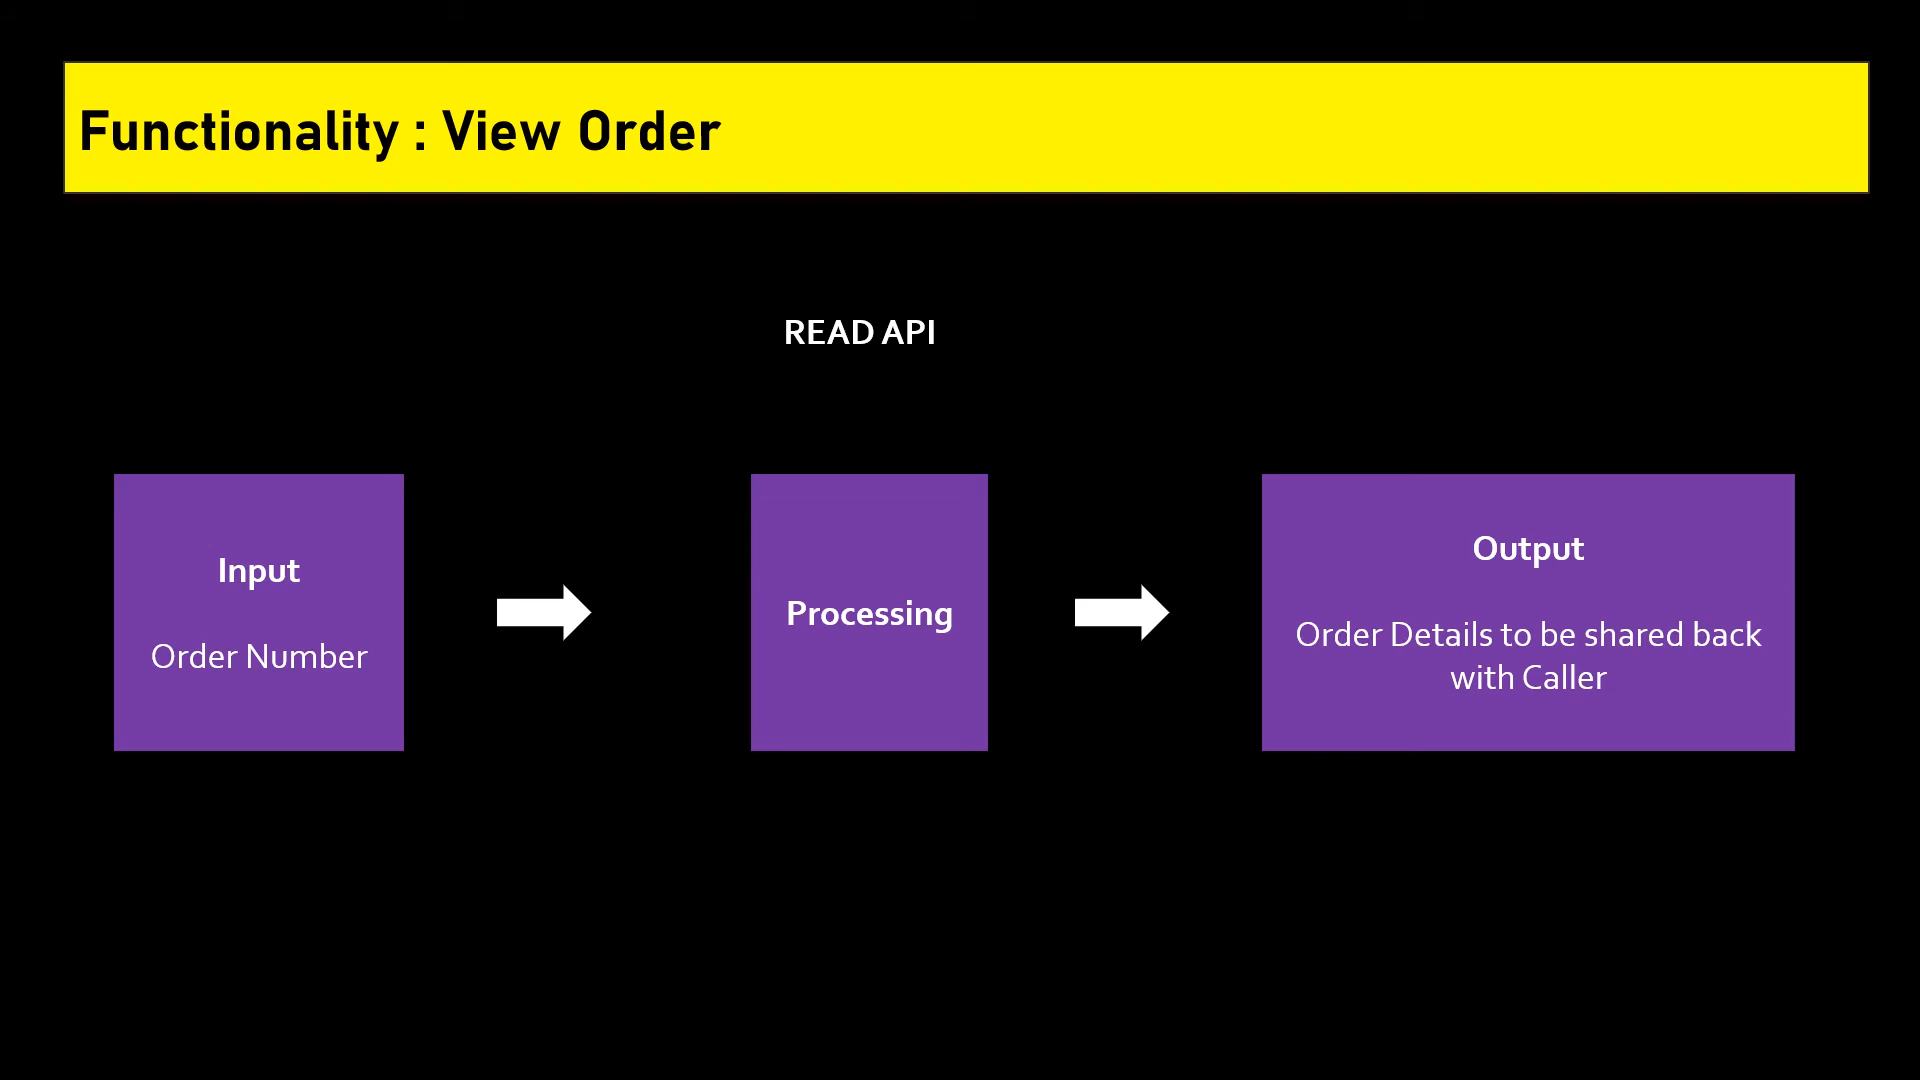 Functionality : View Order
READ API
Input
Order Number
Processing
Output
Order Details to be shared back
with Caller